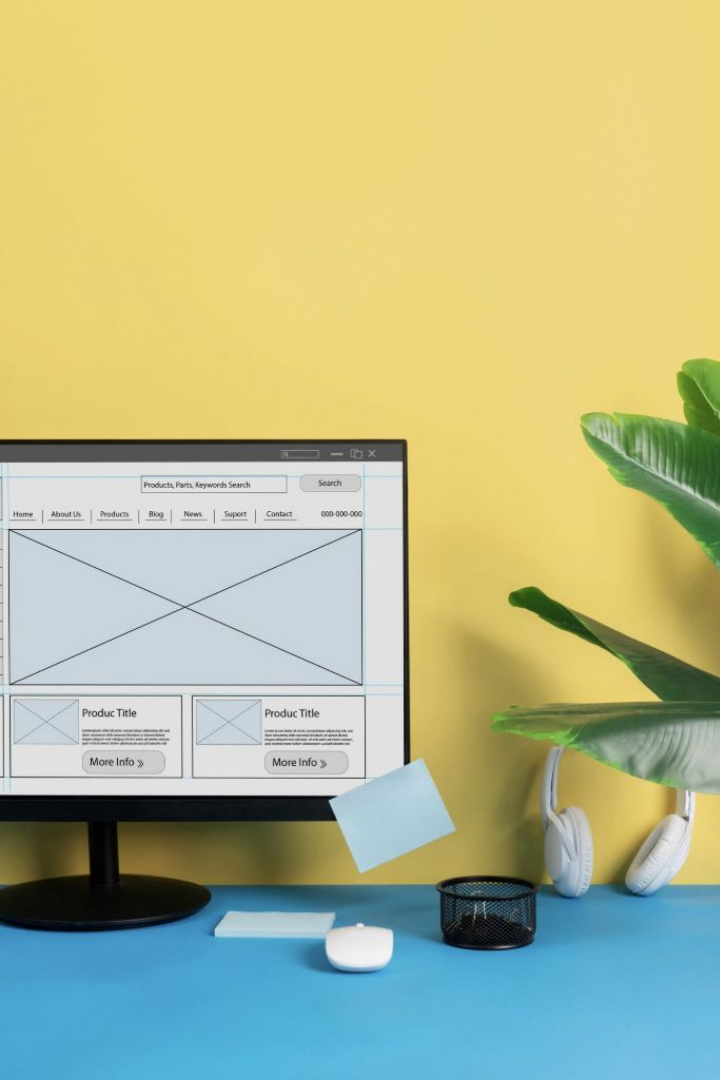 Products, Parts, Keywords Search
Search
Home
About Us
Products
Blog
News
Suport
Contact
000-000-000
Produc Title
More Info »
Produc Title
More Info »